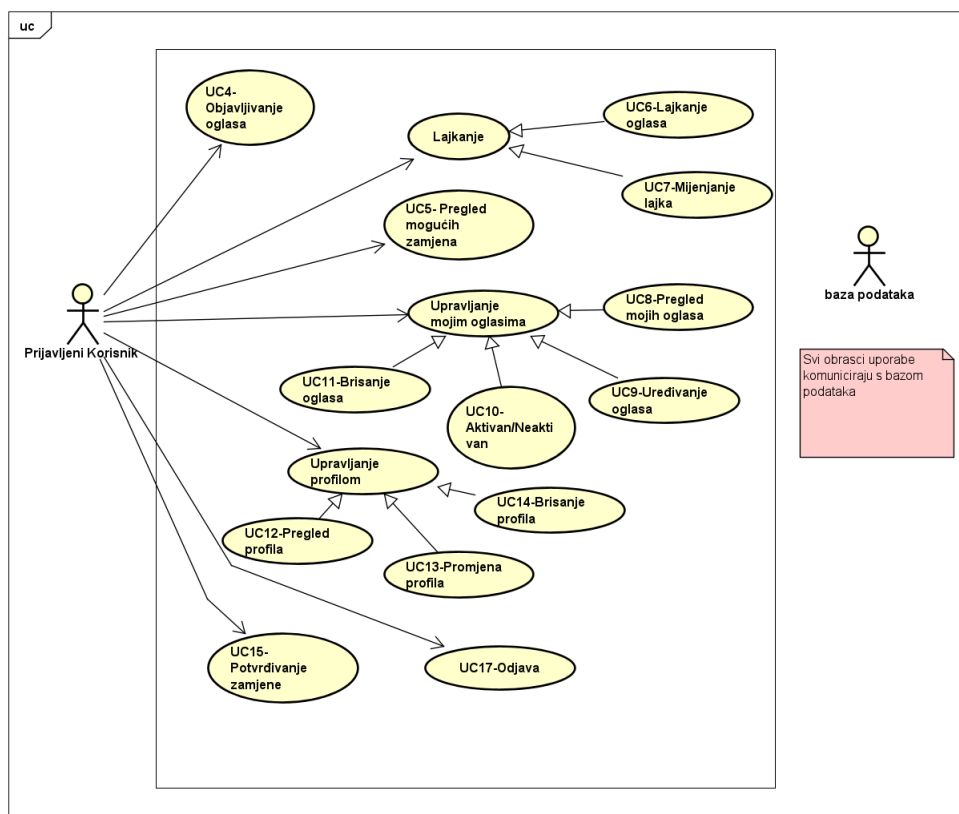 uc
UC4-
Objavljivanje
oglasa
Lajkanje
UC6-Lajkanje
oglasa
UC7-Mijenjanje
lajka
UC5- Pregled
mogućih
zamjena
baza podataka
Prijavljeni Korisnik
Upravljanje
mojim oglasima
UC8-Pregled
mojih oglasa
UC11-Brisanje
oglasa
UC10-
Aktivan/Neakti
van
UC9-Uređivanje
oglasa
Svi obrasci uporabe
komuniciraju s bazom
podataka
Upravljanje
profilom
UC14-Brisanje
profila
UC12-Pregled
profila
UC13-Promjena
profila
UC15-
Potvrđivanje
zamjene
UC17-Odjava